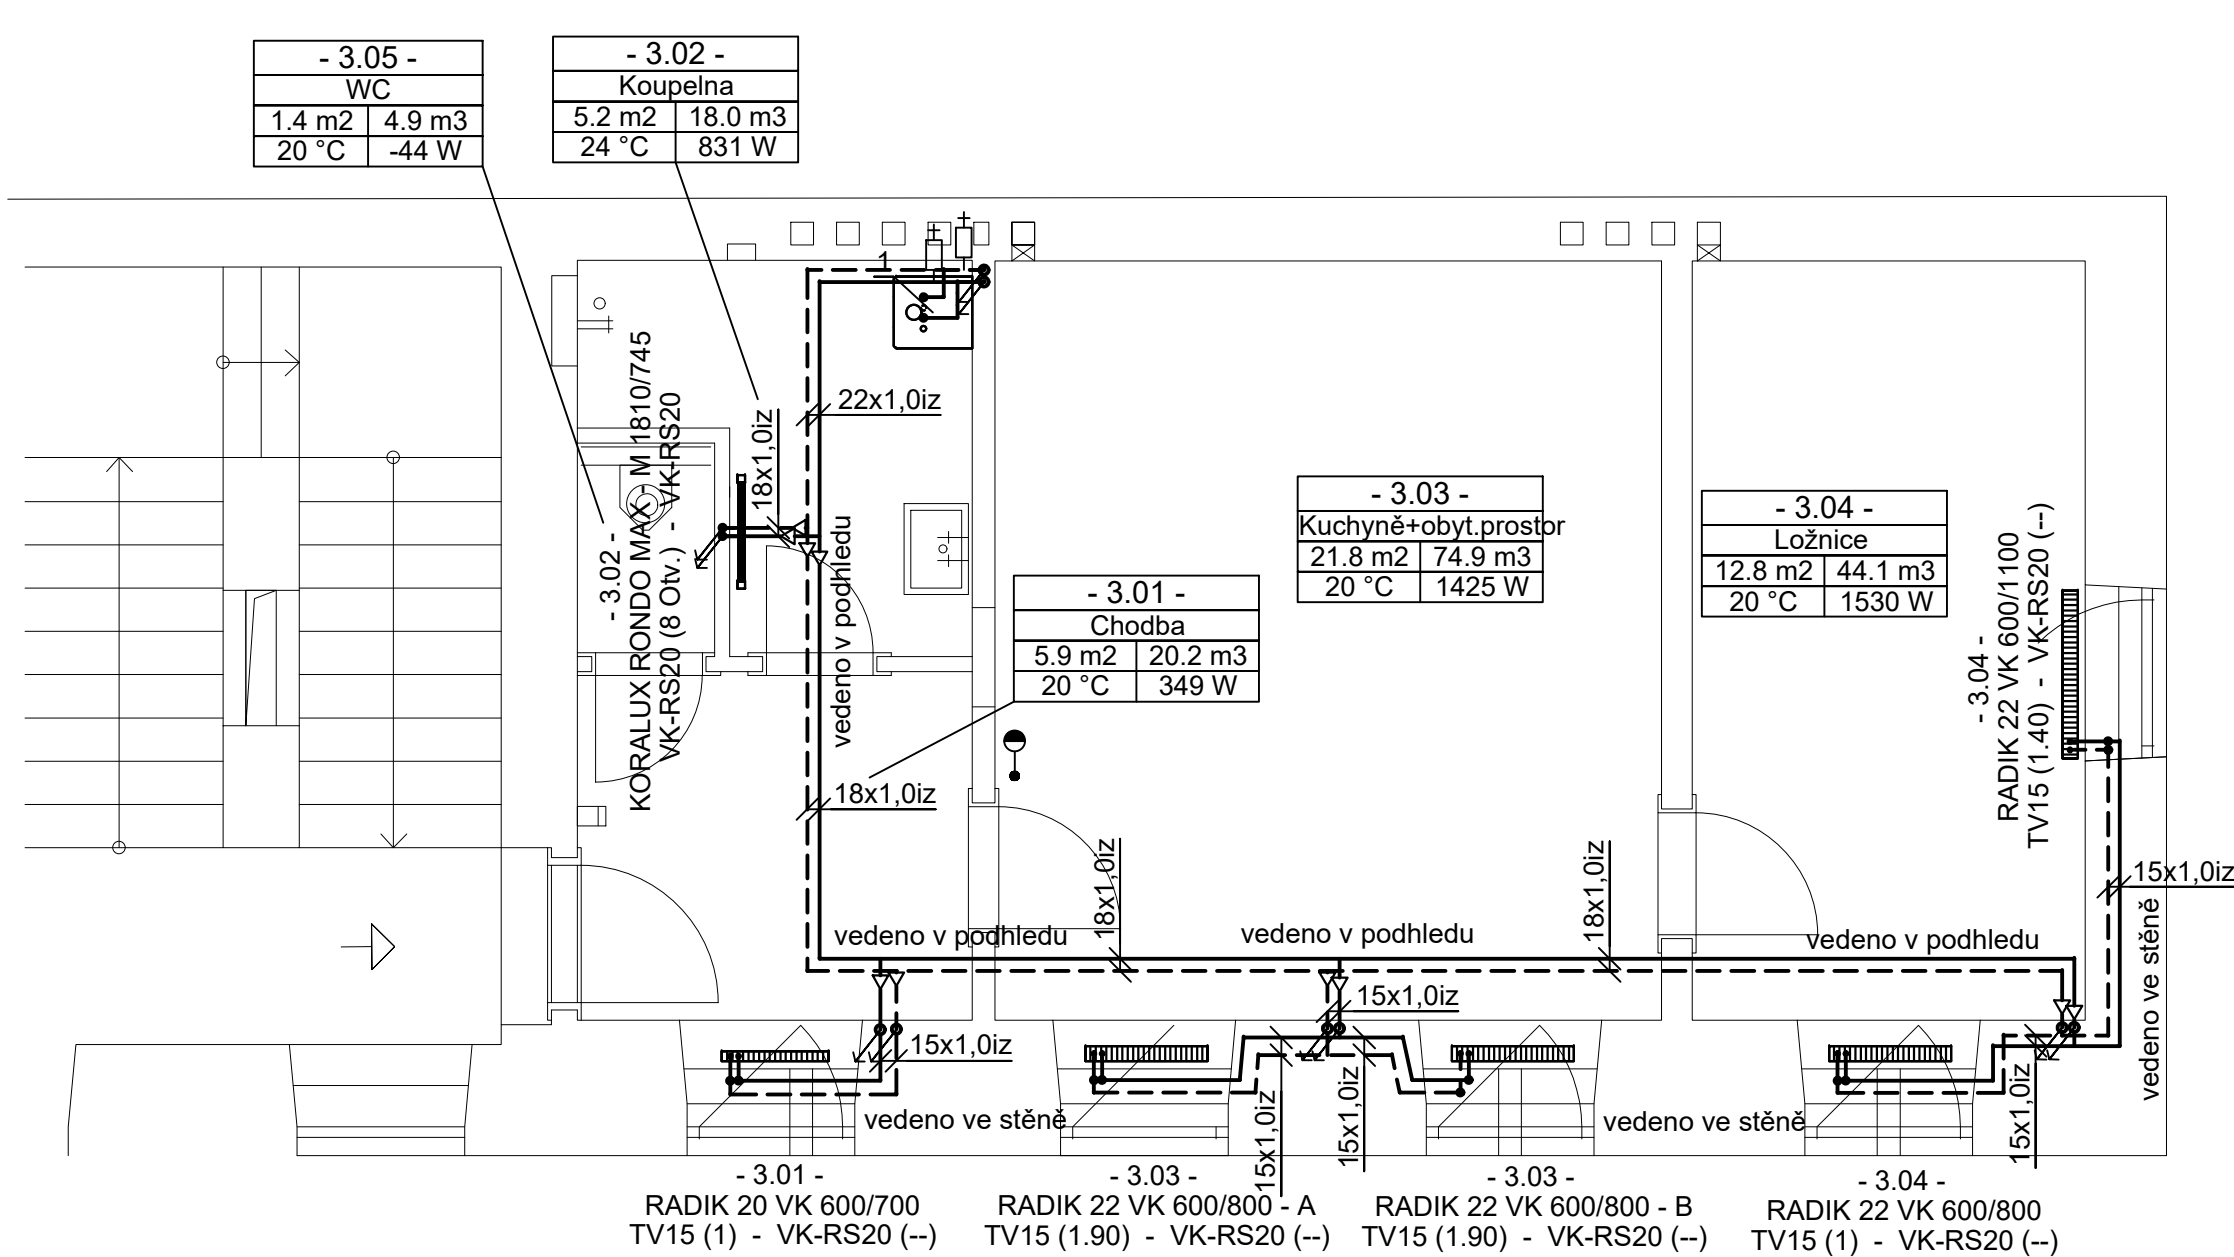 - 3.05 -
WC
1.4 m2 4.9 m3
20 °C -44 W
- 3.02 -
Koupelna
5.2 m2 18.0 m3
24 °C 831 W
1
22x1,0iz
18x1,0iz
- 3.02 -
KORALUX RONDO MAX - M 1810/745
VK-RS20 (8 Otv.) - VK-RS20
vedeno v podhledu
- 3.03 -
Kuchyně+obyt.prostor
21.8 m2 74.9 m3
20 °C 1425 W
- 3.04 -
Ložnice
12.8 m2 44.1 m3
20 °C 1530 W
- 3.01 -
Chodba
5.9 m2 20.2 m3
20 °C 349 W
- 3.04 -
RADIK 22 VK 600/1100
TV15 (1.40) - VK-RS20 (--)
18x1,0iz
18x1,0iz
18x1,0iz
15x1,0iz
vedeno v podhledu
vedeno v podhledu
vedeno v podhledu
vedeno ve stěně
15x1,0iz
15x1,0iz
15x1,0iz
15x1,0iz
15x1,0iz
vedeno ve stěně
vedeno ve stěně
- 3.01 -
RADIK 20 VK 600/700
TV15 (1) - VK-RS20 (--)
- 3.03 -
RADIK 22 VK 600/800 - A
TV15 (1.90) - VK-RS20 (--)
- 3.03 -
RADIK 22 VK 600/800 - B
TV15 (1.90) - VK-RS20 (--)
- 3.04 -
RADIK 22 VK 600/800
TV15 (1) - VK-RS20 (--)